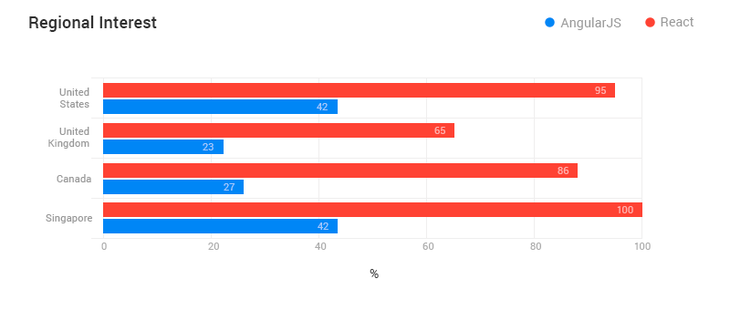 Regional Interest
AngularJS
React
United
States
95
42
United
Kingdom
65
23
Canada
86
27
Singapore
100
42
0
20
40
60
80
100
%